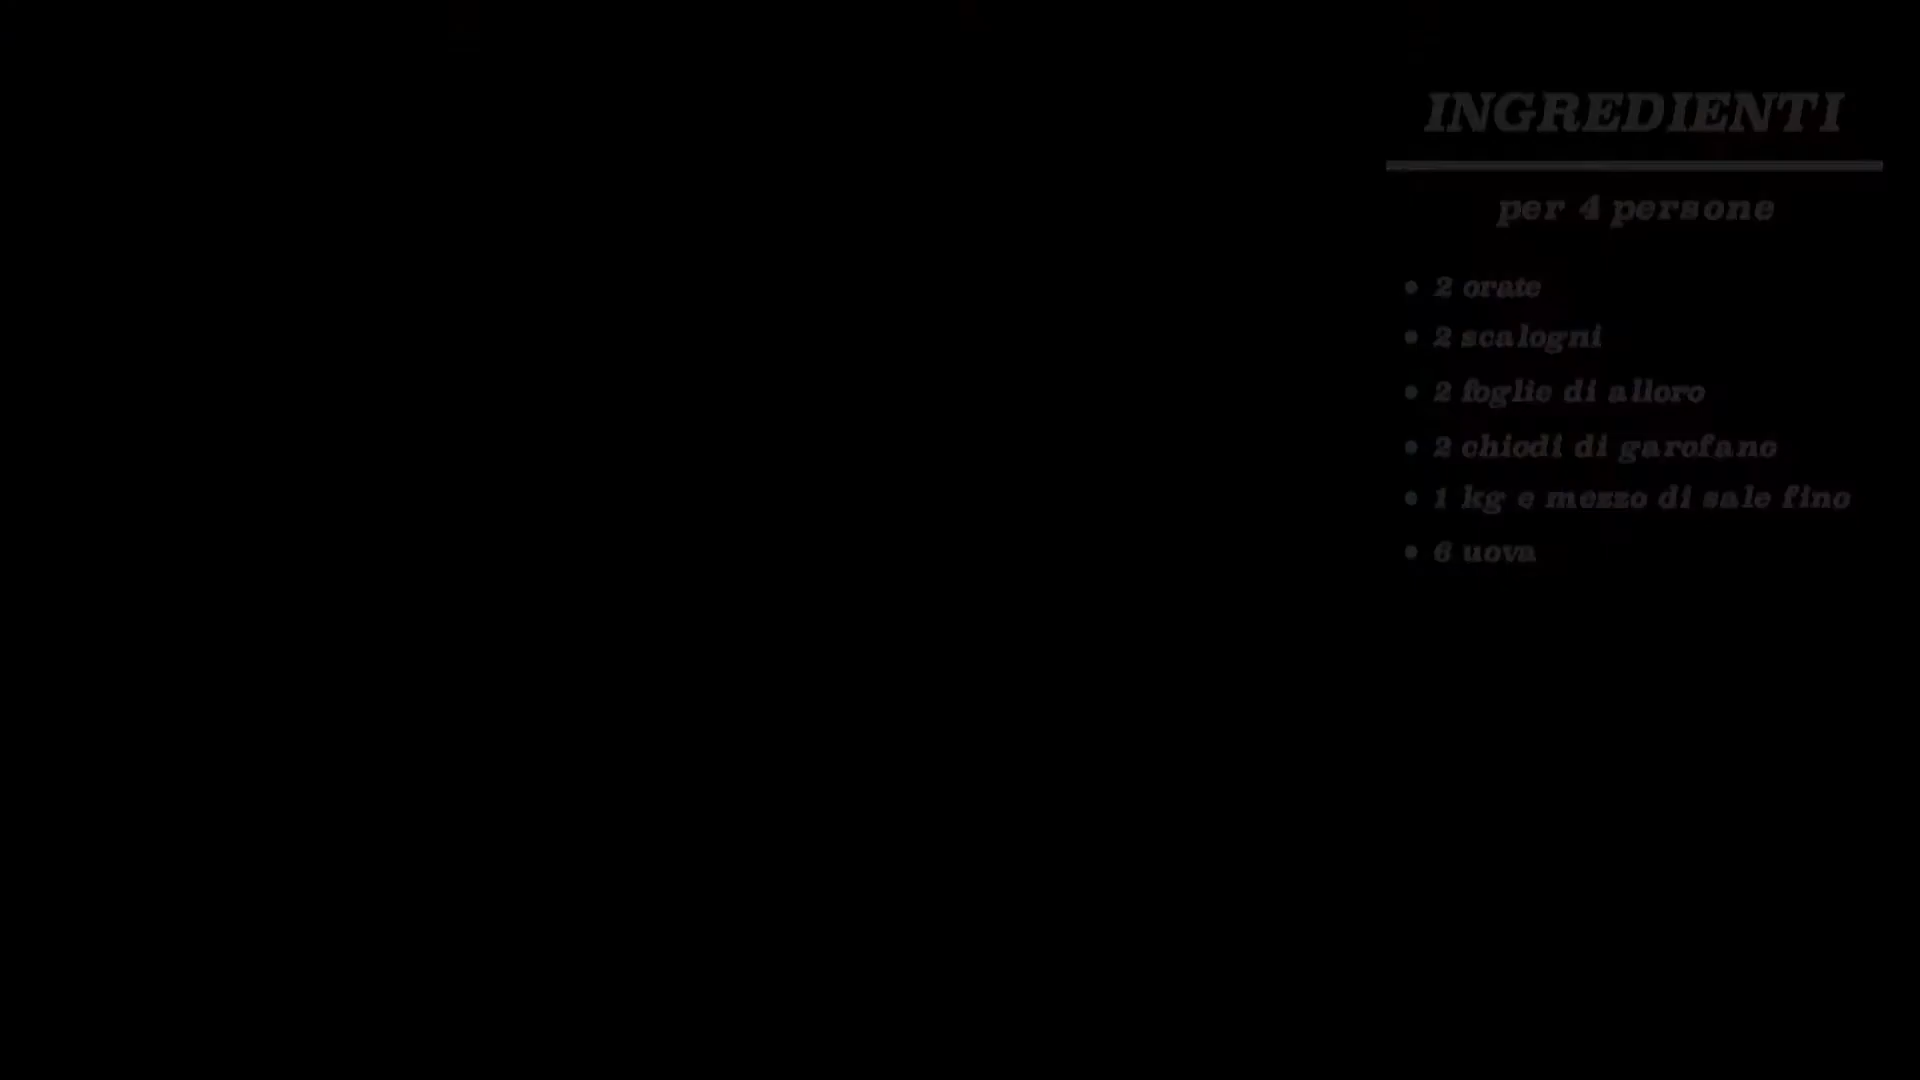 INGREDIENTI
per 4 persone
• 2 orate
• 2 scalogni
• 2 foglie di alloro
• 2 chiodi di garofano
• 1 kg e mezzo di sale fino
• 6 uova